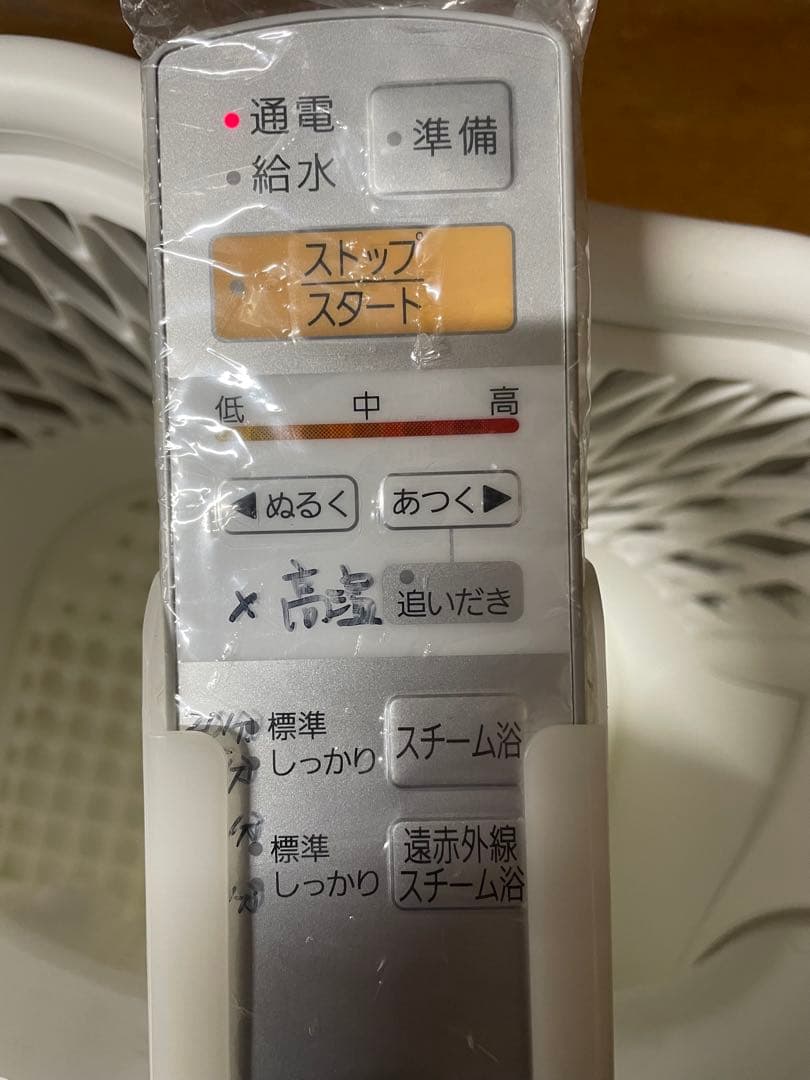 通電
給水
準備
ストップ
スタート
低 中 高
◀ぬるく あつく▶
× 高塩 追いだき
標準
しっかり
スチーム浴
分
標準
しっかり
遠赤外線
スチーム浴